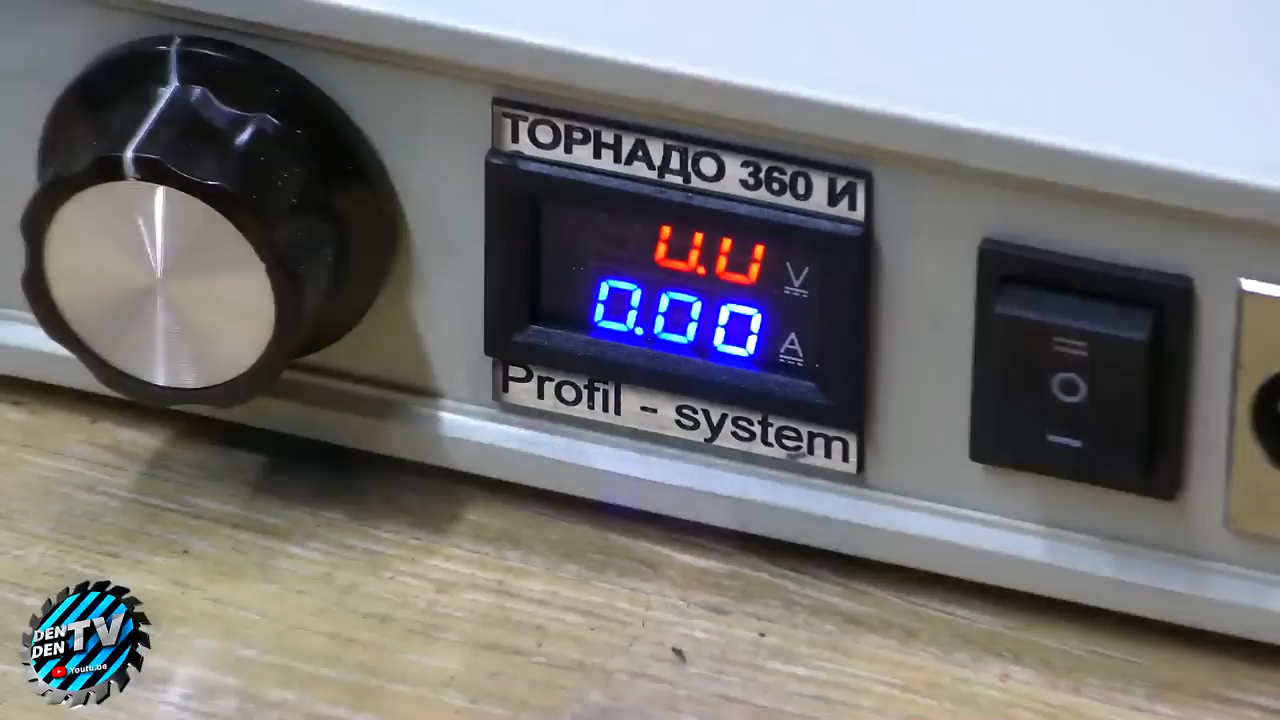 ТОРНАДО 360 И
U.U V
0.00 A
Profil - system
DEN TV
DEN
Youtu.be